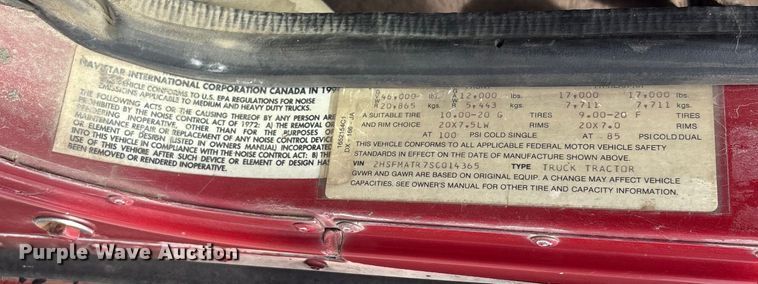 NAVISTAR INTERNATIONAL CORPORATION CANADA IN 199
VEHICLE CONFORMS TO U.S. EPA REGULATIONS FOR NOISE
EMISSIONS APPLICABLE TO MEDIUM AND HEAVY DUTY TRUCKS.
THE FOLLOWING ACTS OR THE CAUSING THEREOF BY ANY PERSON ARE
PROHIBITED BY THE NOISE CONTROL ACT OF 1972: A) THE REMOVAL OR
OTHER THAN FOR THE PURPOSES OF
MAINTENANCE REPAIR OR REPLACEMENT OF ANY NOISE CONTROL DEVICE
OR ELEMENT OF DESIGN (LISTED IN OWNERS MANUAL) INCORPORATED
INTO THIS VEHICLE IN COMPLIANCE WITH THE NOISE CONTROL ACT: B) THE
USE OF THIS VEHICLE AFTER SUCH DEVICE OR ELEMENT OF DESIGN HAS
BEEN REMOVED OR RENDERED INOPERATIVE.
46,000 lbs. 12,000 lbs. 17,000 17,000 lbs.
20,865 kgs. 5,443 kgs. 7,711 7,711 kgs.
A SUITABLE TIRE 10.00-20 G TIRES 9.00-20 F
AND RIM CHOICE 20X7.5LW RIMS 20X7.0
AT 100 PSI COLD SINGLE AT 85 PSI COLD DUAL
THIS VEHICLE CONFORMS TO ALL APPLICABLE FEDERAL MOTOR VEHICLE SAFETY
STANDARDS IN EFFECT ON THE DATE OF MANUFACTURE SHOWN ABOVE.
VIN 2HSFMATR7SC014365 TYPE TRUCK TRACTOR
GVWR AND GAWR ARE BASED ON ORIGINAL EQUIP. A CHANGE MAY AFFECT VEHICLE
CAPACITIES. SEE OWNER'S MANUAL FOR OTHER TIRE AND CAPACITY INFORMATION.
Purple Wave Auction